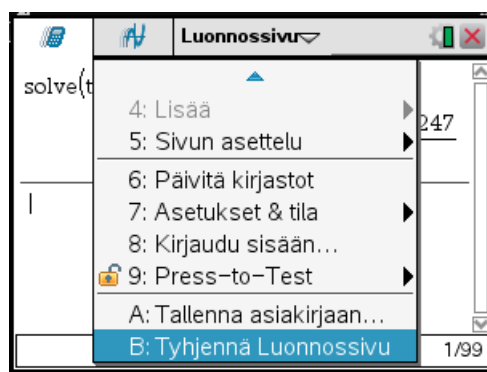 Luonnossivu
solve(t
247
4: Lisää
5: Sivun asettelu
6: Päivitä kirjastot
7: Asetukset & tila
8: Kirjaudu sisään...
9: Press-to-Test
A: Tallenna asiakirjaan...
B: Tyhjennä Luonnossivu
1/99